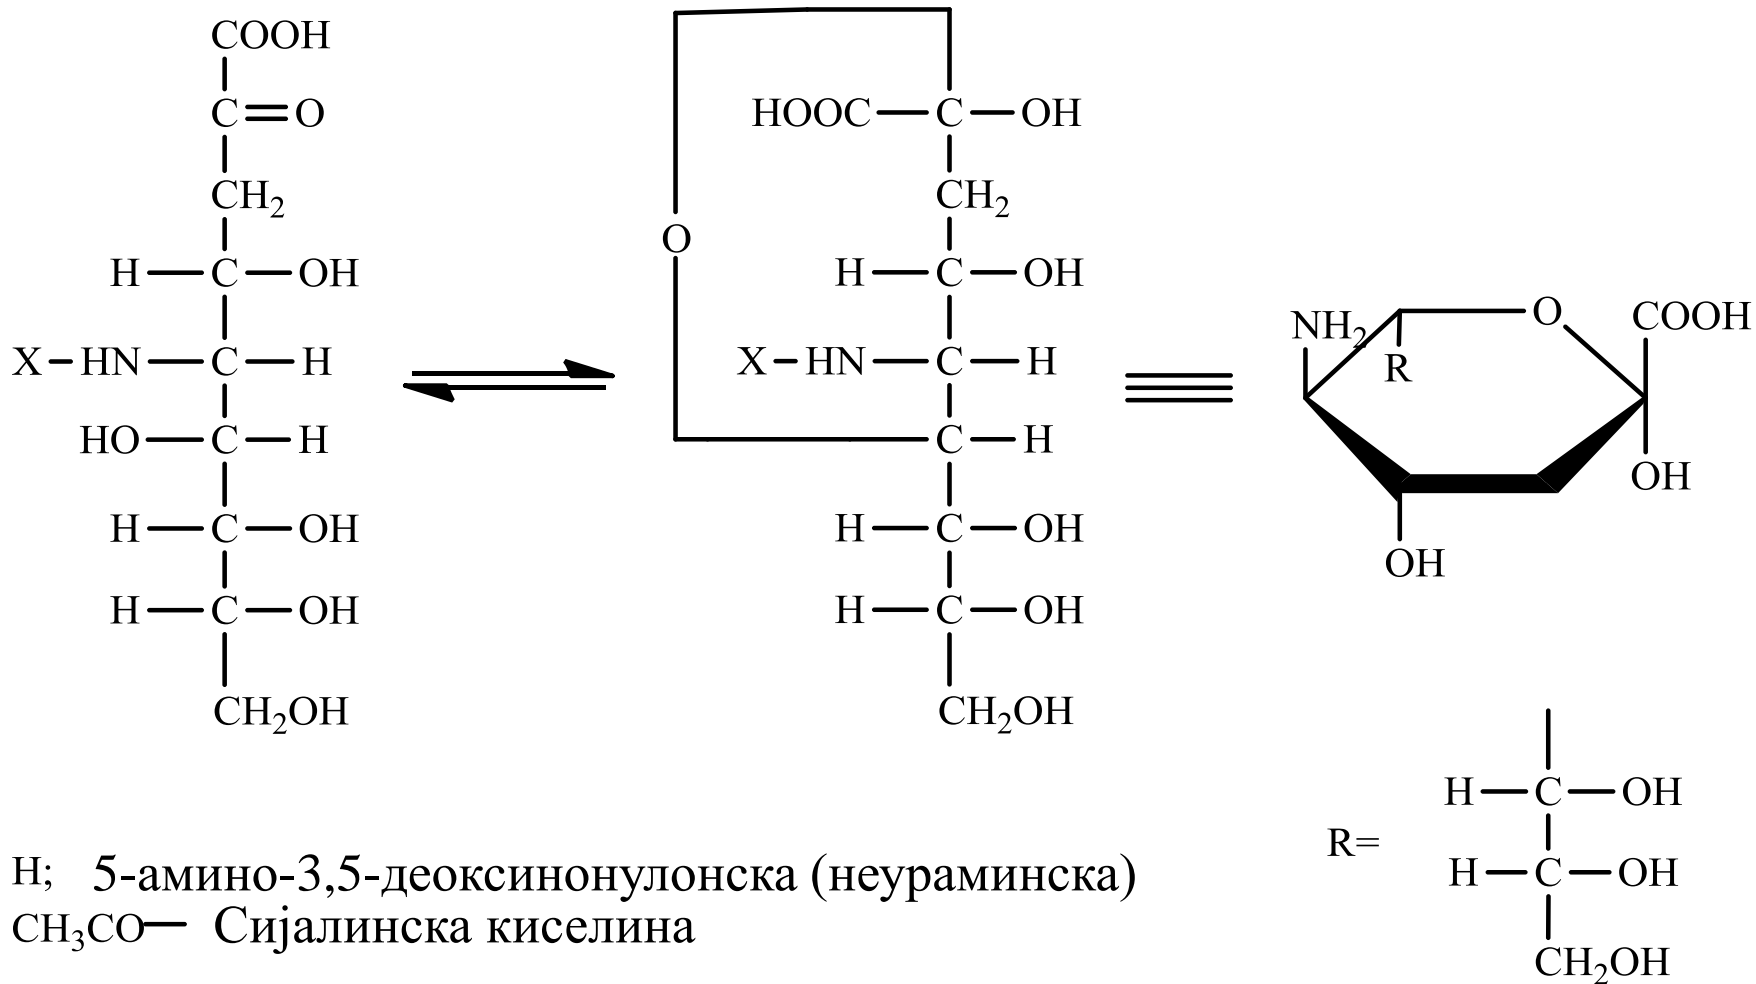 COOH
C=O
CH2
H—C—OH
X—HN—C—H
HO—C—H
H—C—OH
H—C—OH
CH2OH
O
HOOC—C—OH
CH2
H—C—OH
X—HN—C—H
C—H
H—C—OH
H—C—OH
CH2OH
O
COOH
NH2
R
OH
OH
R=
H—C—OH
H—C—OH
CH2OH
H; 5-амино-3,5-деоксинонулонска (неураминска)
CH3CO— Сијалинска киселина